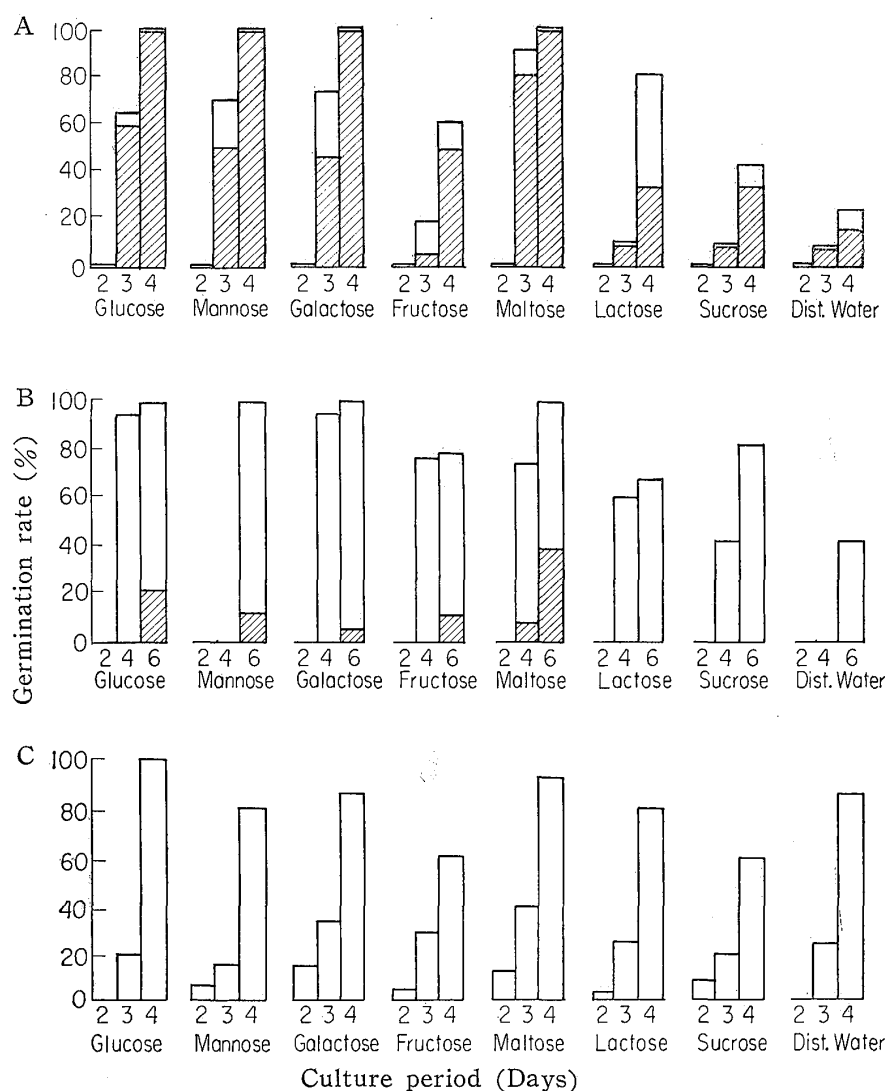 A
100
80
60
40
20
0
2 3 4 2 3 4 2 3 4 2 3 4 2 3 4 2 3 4 2 3 4 2 3 4
Glucose Mannose Galactose Fructose Maltose Lactose Sucrose Dist. Water
B
Germination rate (%)
100
80
60
40
20
0
2 4 6 2 4 6 2 4 6 2 4 6 2 4 6 2 4 6 2 4 6 2 4 6
Glucose Mannose Galactose Fructose Maltose Lactose Sucrose Dist. Water
C
100
80
60
40
20
0
2 3 4 2 3 4 2 3 4 2 3 4 2 3 4 2 3 4 2 3 4 2 3 4
Glucose Mannose Galactose Fructose Maltose Lactose Sucrose Dist. Water
Culture period (Days)